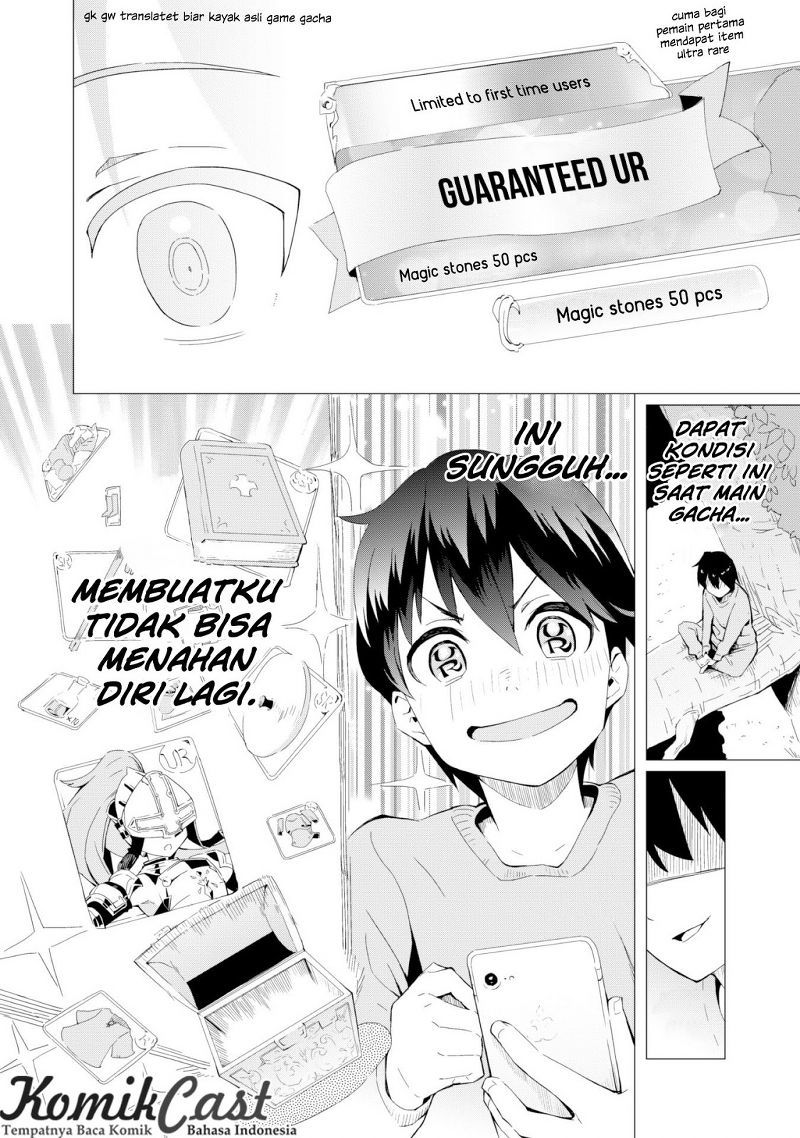 gk gw translatet biar kayak asli game gacha
cuma bagi
pemain pertama
mendapat item
ultra rare
Limited to first time users
GUARANTEED UR
Magic stones 50 pcs
Magic stones 50 pcs
DAPAT
KONDISI
SEPERTI INI
SAAT MAIN
GACHA...
INI
SUNGGUH...
MEMBUATKU
TIDAK BISA
MENAHAN
DIRI LAGI.
UR
KomikCast
Tempatnya Baca Komik Bahasa Indonesia